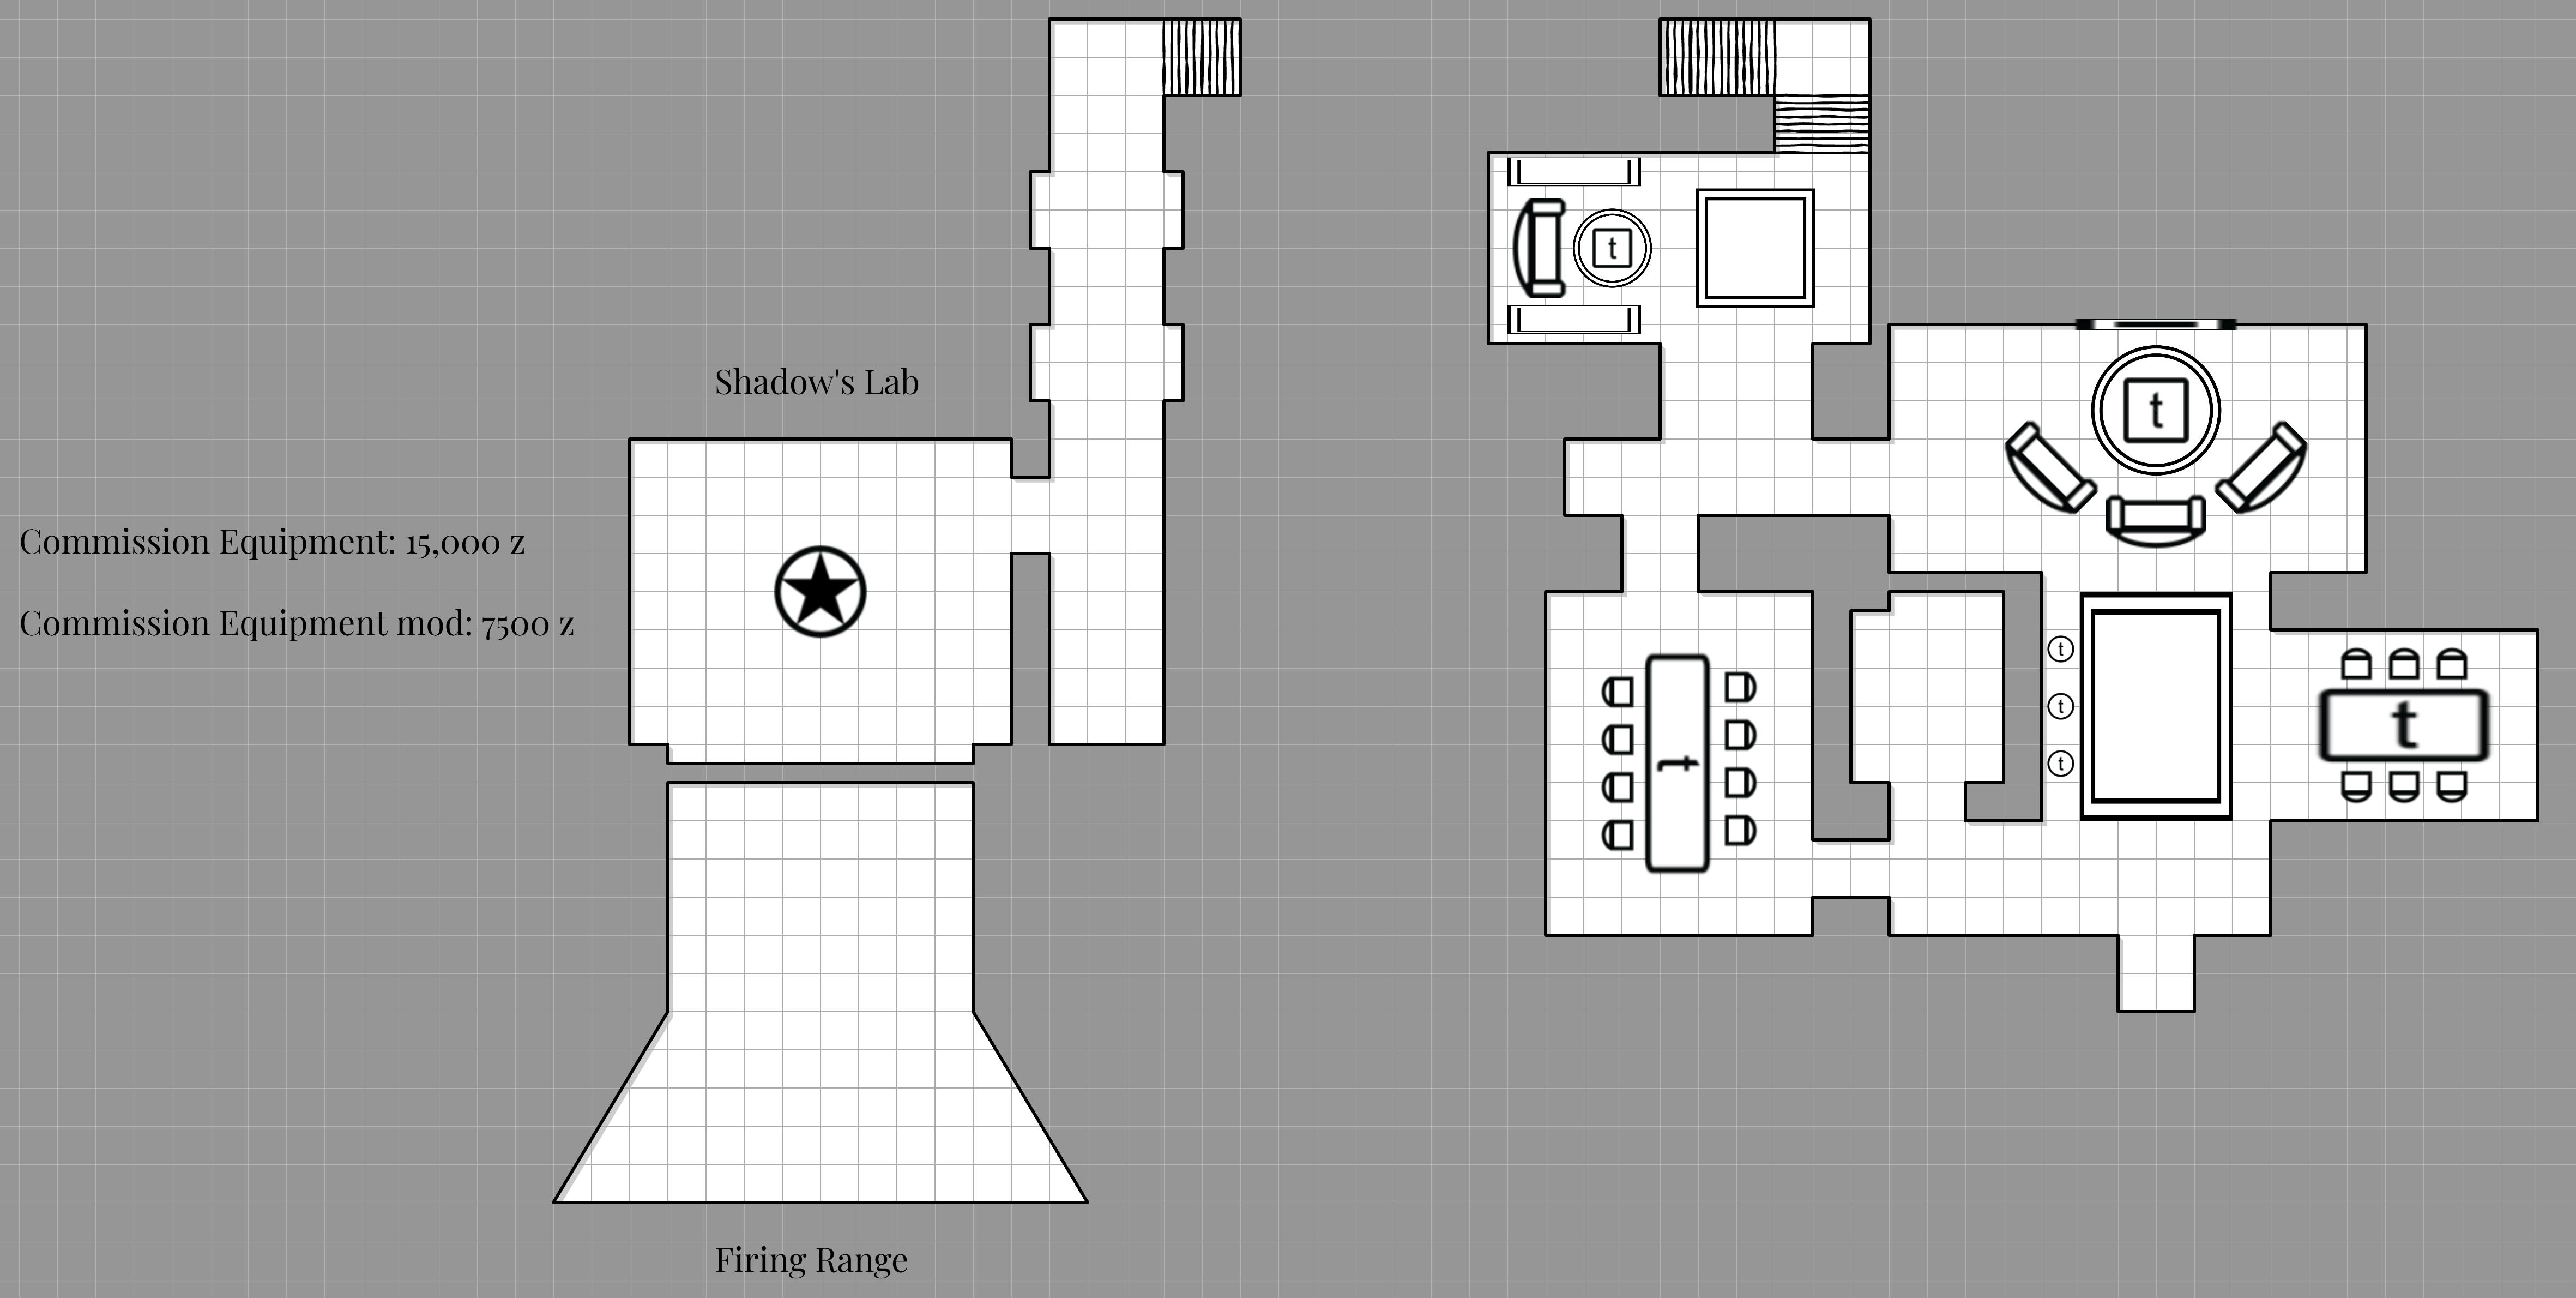 t
t
Shadow's Lab
Commission Equipment: 15,000 z
Commission Equipment mod: 7500 z
t
t
t
t
t
Firing Range